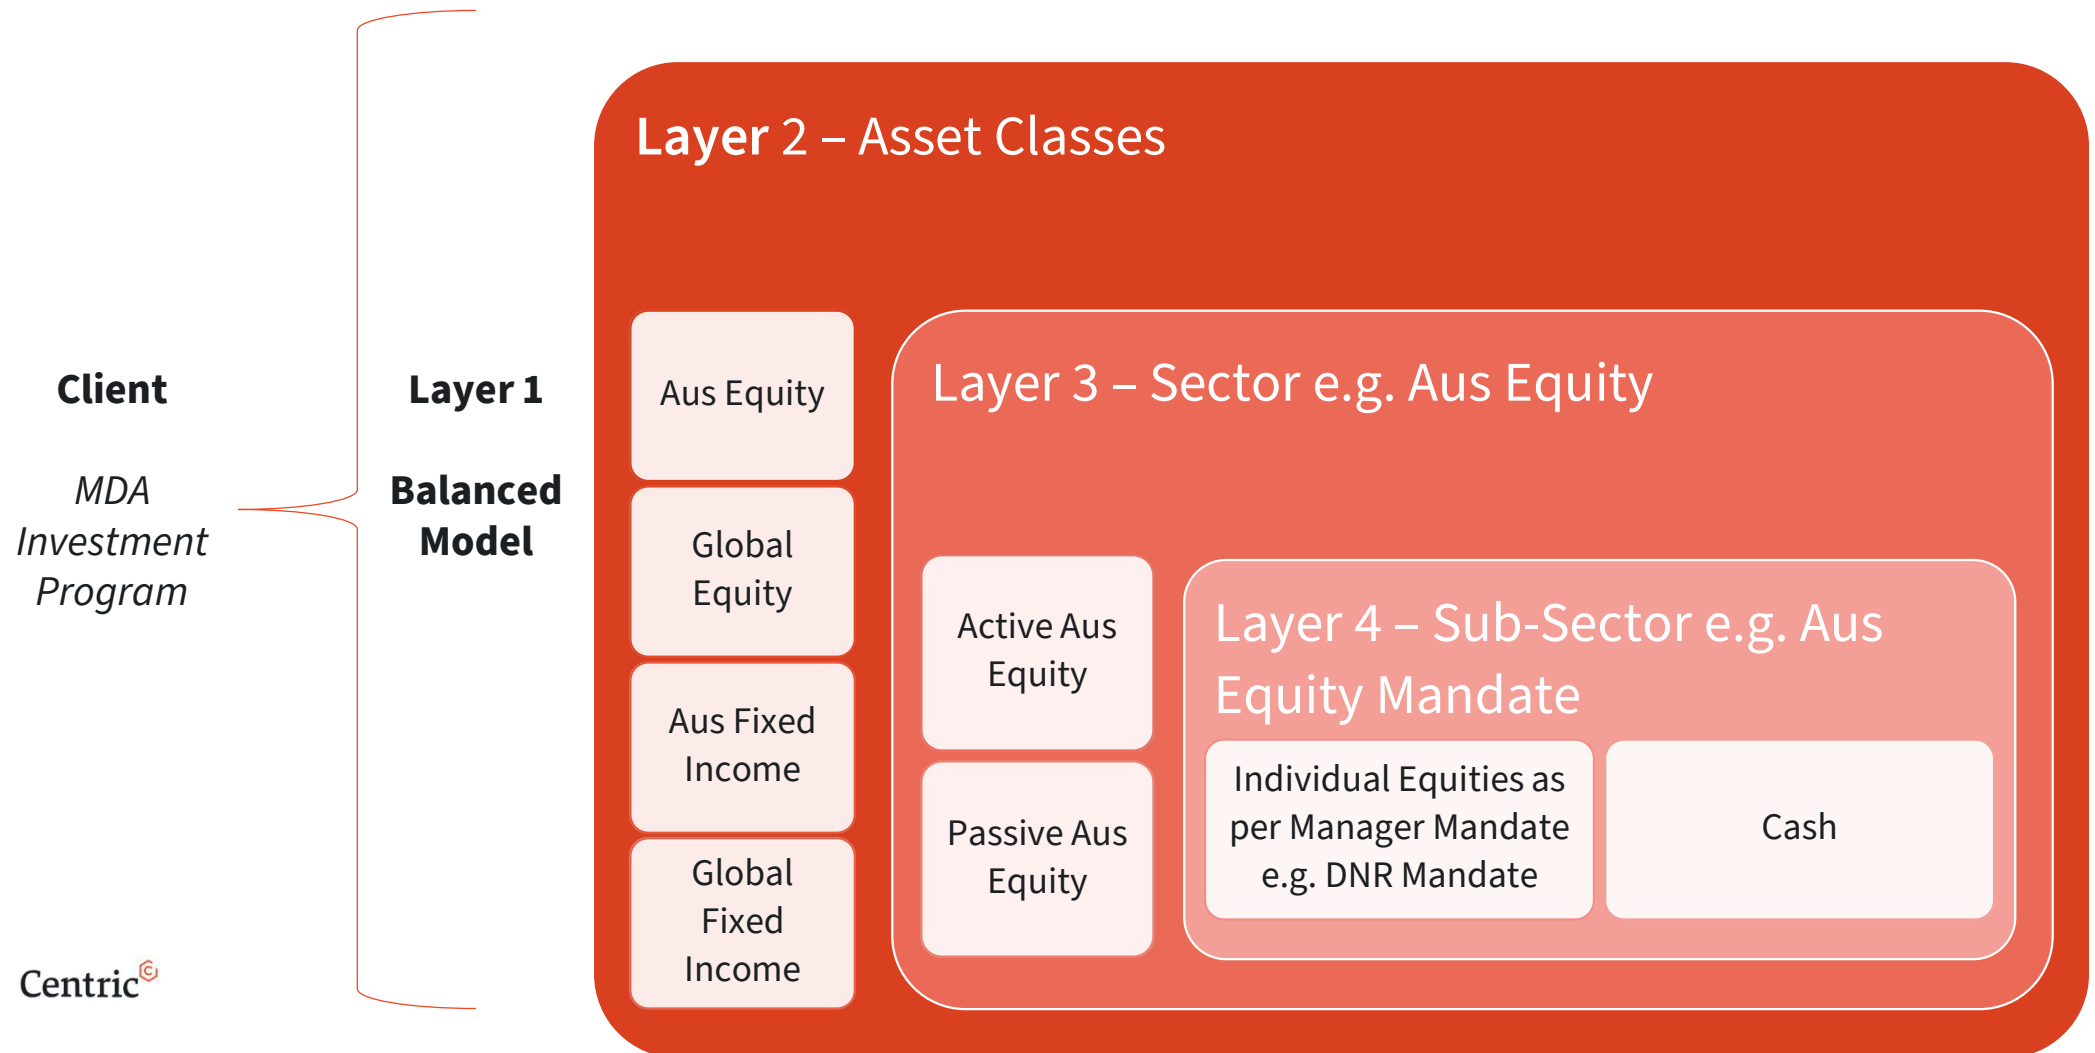 Client
MDA
Investment
Program
Layer 1
Balanced
Model
Layer 2 – Asset Classes
Aus Equity
Global
Equity
Aus Fixed
Income
Global
Fixed
Income
Layer 3 – Sector e.g. Aus Equity
Active Aus
Equity
Passive Aus
Equity
Layer 4 – Sub-Sector e.g. Aus
Equity Mandate
Individual Equities as
per Manager Mandate
e.g. DNR Mandate
Cash
Centric
C